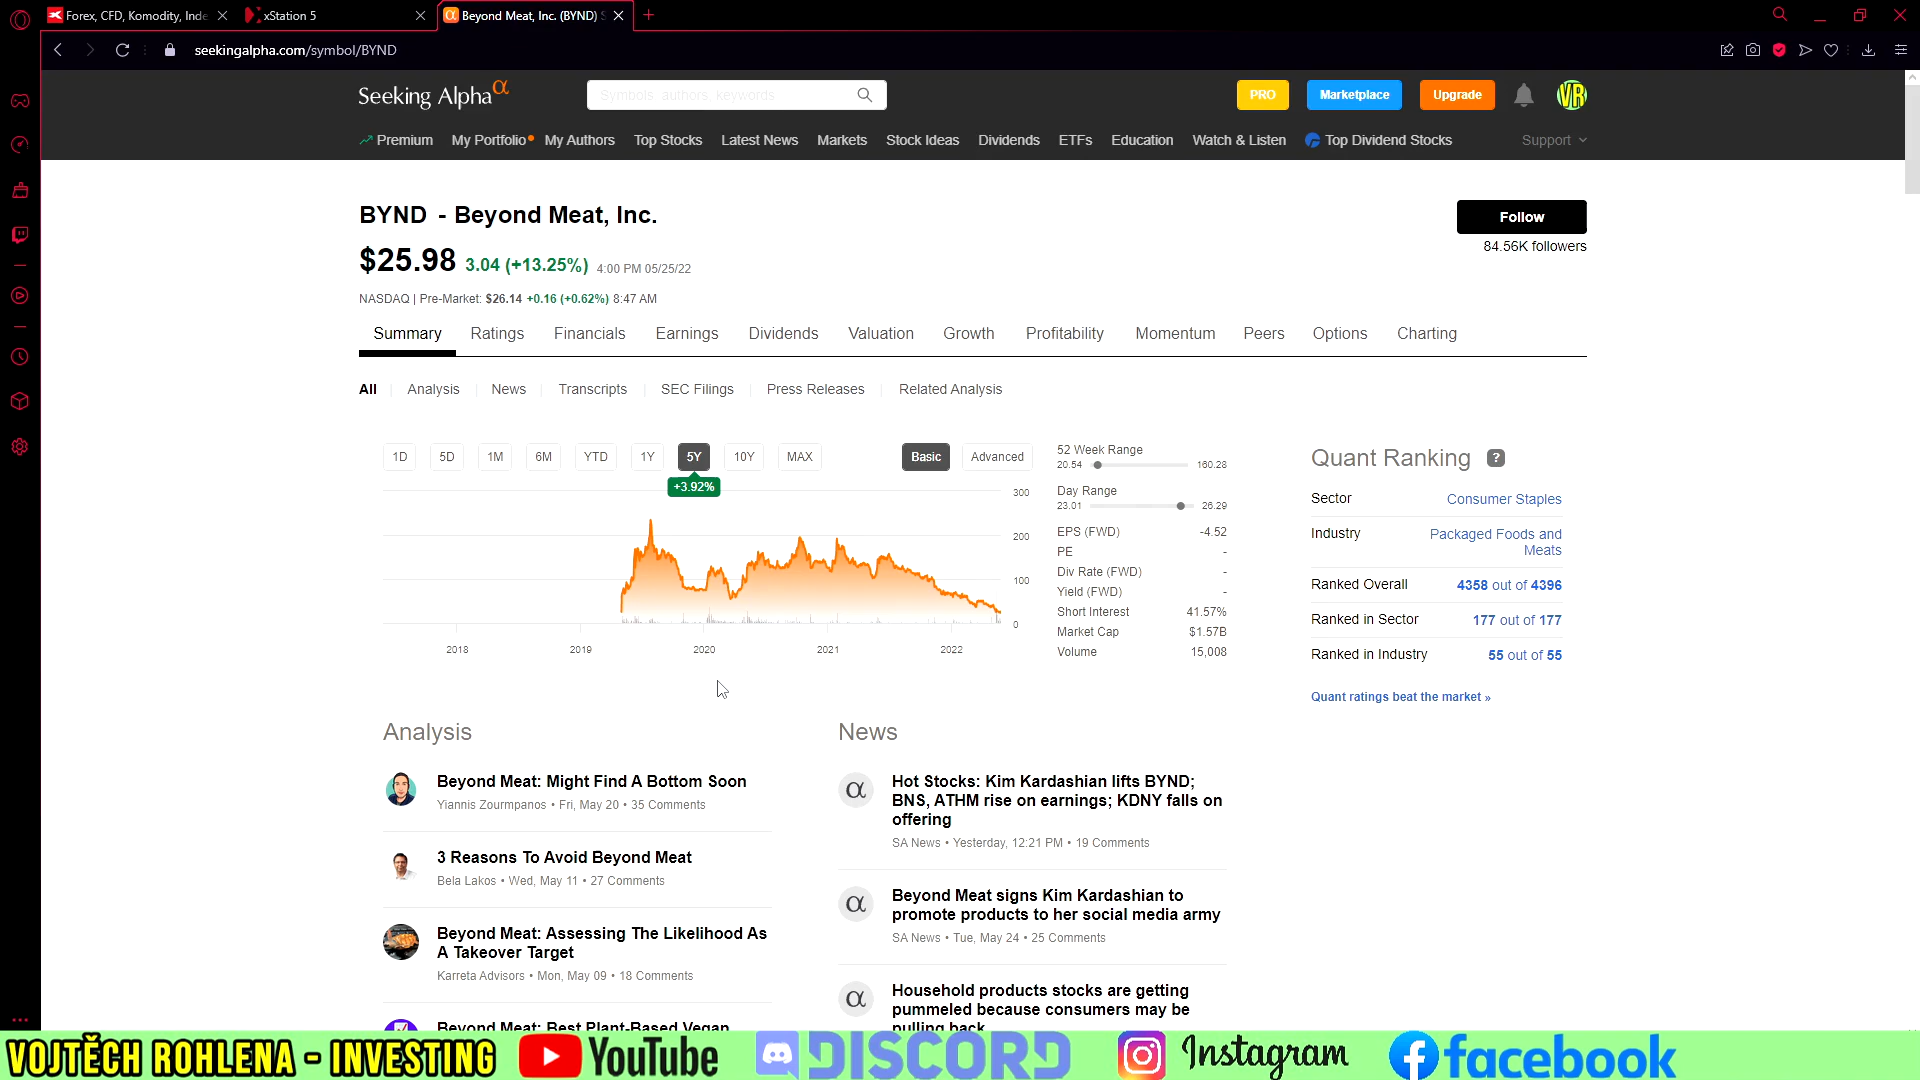 Forex, CFD, Komodity, Inde
xStation 5
Beyond Meat, Inc. (BYND) S
seekingalpha.com/symbol/BYND
Seeking Alpha α
Symbols, authors, keywords
PRO
Marketplace
Upgrade
VR
Premium
My Portfolio
My Authors
Top Stocks
Latest News
Markets
Stock Ideas
Dividends
ETFs
Education
Watch & Listen
Top Dividend Stocks
Support
BYND - Beyond Meat, Inc.
Follow
84.56K followers
$25.98 3.04 (+13.25%) 4:00 PM 05/25/22
NASDAQ | Pre-Market: $26.14 +0.16 (+0.62%) 8:47 AM
Summary
Ratings
Financials
Earnings
Dividends
Valuation
Growth
Profitability
Momentum
Peers
Options
Charting
All
Analysis
News
Transcripts
SEC Filings
Press Releases
Related Analysis
1D
5D
1M
6M
YTD
1Y
5Y
10Y
MAX
Basic
Advanced
+3.92%
300
200
100
0
2018
2019
2020
2021
2022
52 Week Range
20.54
160.28
Day Range
23.01
26.29
EPS (FWD) -4.52
PE -
Div Rate (FWD) -
Yield (FWD) -
Short Interest 41.57%
Market Cap $1.57B
Volume 15,008
Quant Ranking ?
Sector Consumer Staples
Industry Packaged Foods and
Meats
Ranked Overall 4358 out of 4396
Ranked in Sector 177 out of 177
Ranked in Industry 55 out of 55
Quant ratings beat the market »
Analysis
Beyond Meat: Might Find A Bottom Soon
Yiannis Zourmpanos • Fri, May 20 • 35 Comments
3 Reasons To Avoid Beyond Meat
Bela Lakos • Wed, May 11 • 27 Comments
Beyond Meat: Assessing The Likelihood As
A Takeover Target
Karreta Advisors • Mon, May 09 • 18 Comments
Beyond Meat: Best Plant-Based Vegan
News
α
Hot Stocks: Kim Kardashian lifts BYND;
BNS, ATHM rise on earnings; KDNY falls on
offering
SA News • Yesterday, 12:21 PM • 19 Comments
α
Beyond Meat signs Kim Kardashian to
promote products to her social media army
SA News • Tue, May 24 • 25 Comments
α
Household products stocks are getting
pummeled because consumers may be
pulling back
VOJTĚCH ROHLENA - INVESTING
YouTube
DISCORD
Instagram
facebook